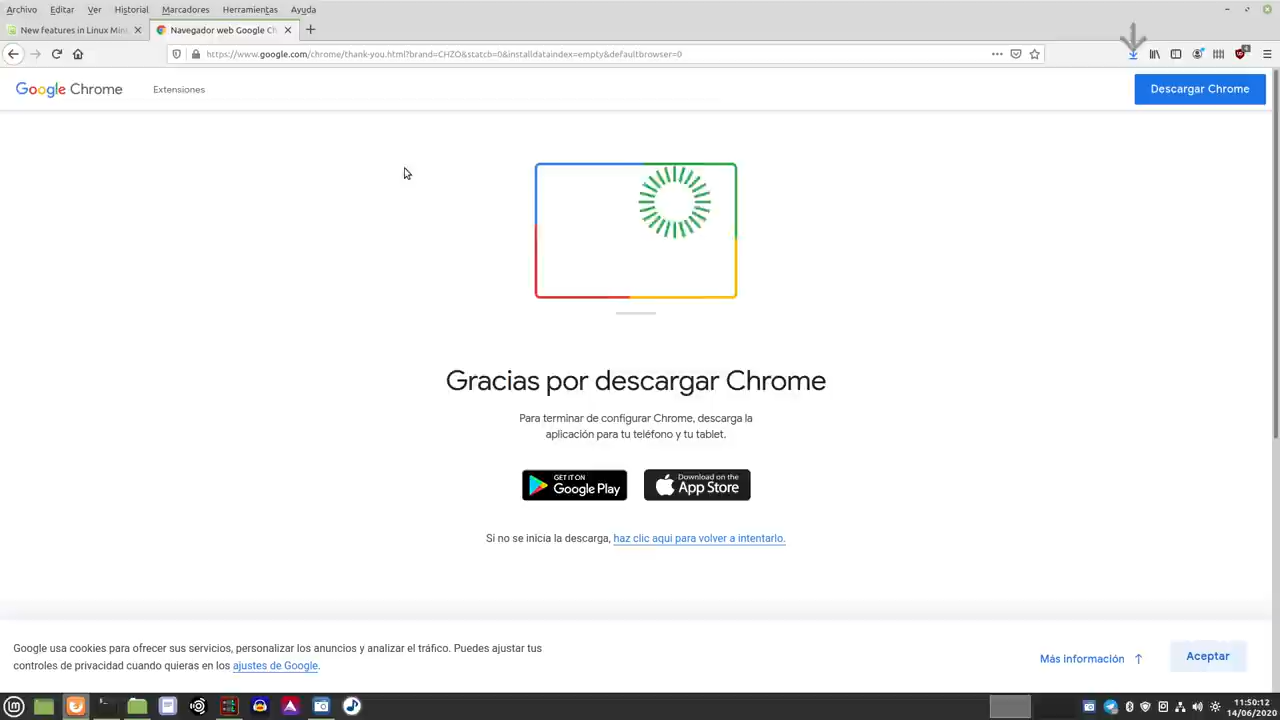 Archivo Editar Ver Historial Marcadores Herramientas Ayuda
New features in Linux Min
Navegador web Google Ch
https://www.google.com/chrome/thank-you.html?brand=CHZO&statcb=0&installdataindex=empty&defaultbrowser=0
Google Chrome
Extensiones
Descargar Chrome
Gracias por descargar Chrome
Para terminar de configurar Chrome, descarga la
aplicación para tu teléfono y tu tablet.
GET IT ON
Google Play
Download on the
App Store
Si no se inicia la descarga, haz clic aquí para volver a intentarlo.
Google usa cookies para ofrecer sus servicios, personalizar los anuncios y analizar el tráfico. Puedes ajustar tus
controles de privacidad cuando quieras en los ajustes de Google.
Más información
Aceptar
11:50:12
14/06/2020